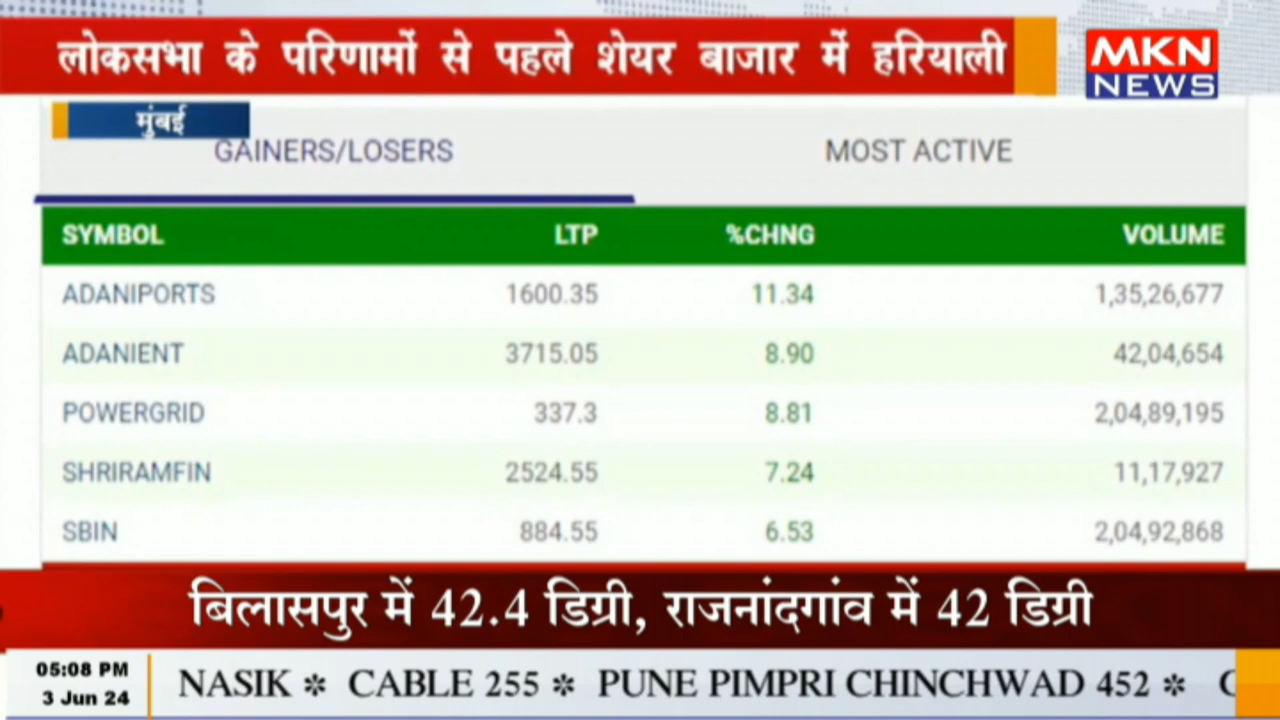 लोकसभा के परिणामों से पहले शेयर बाजार में हरियाली
MKN
NEWS
मुंबई
GAINERS/LOSERS MOST ACTIVE
SYMBOL LTP %CHNG VOLUME
ADANIPORTS 1600.35 11.34 1,35,26,677
ADANIENT 3715.05 8.90 42,04,654
POWERGRID 337.3 8.81 2,04,89,195
SHRIRAMFIN 2524.55 7.24 11,17,927
SBIN 884.55 6.53 2,04,92,868
बिलासपुर में 42.4 डिग्री, राजनांदगांव में 42 डिग्री
05:08 PM
3 Jun 24
NASIK ❇ CABLE 255 ❇ PUNE PIMPRI CHINCHWAD 452 ❇